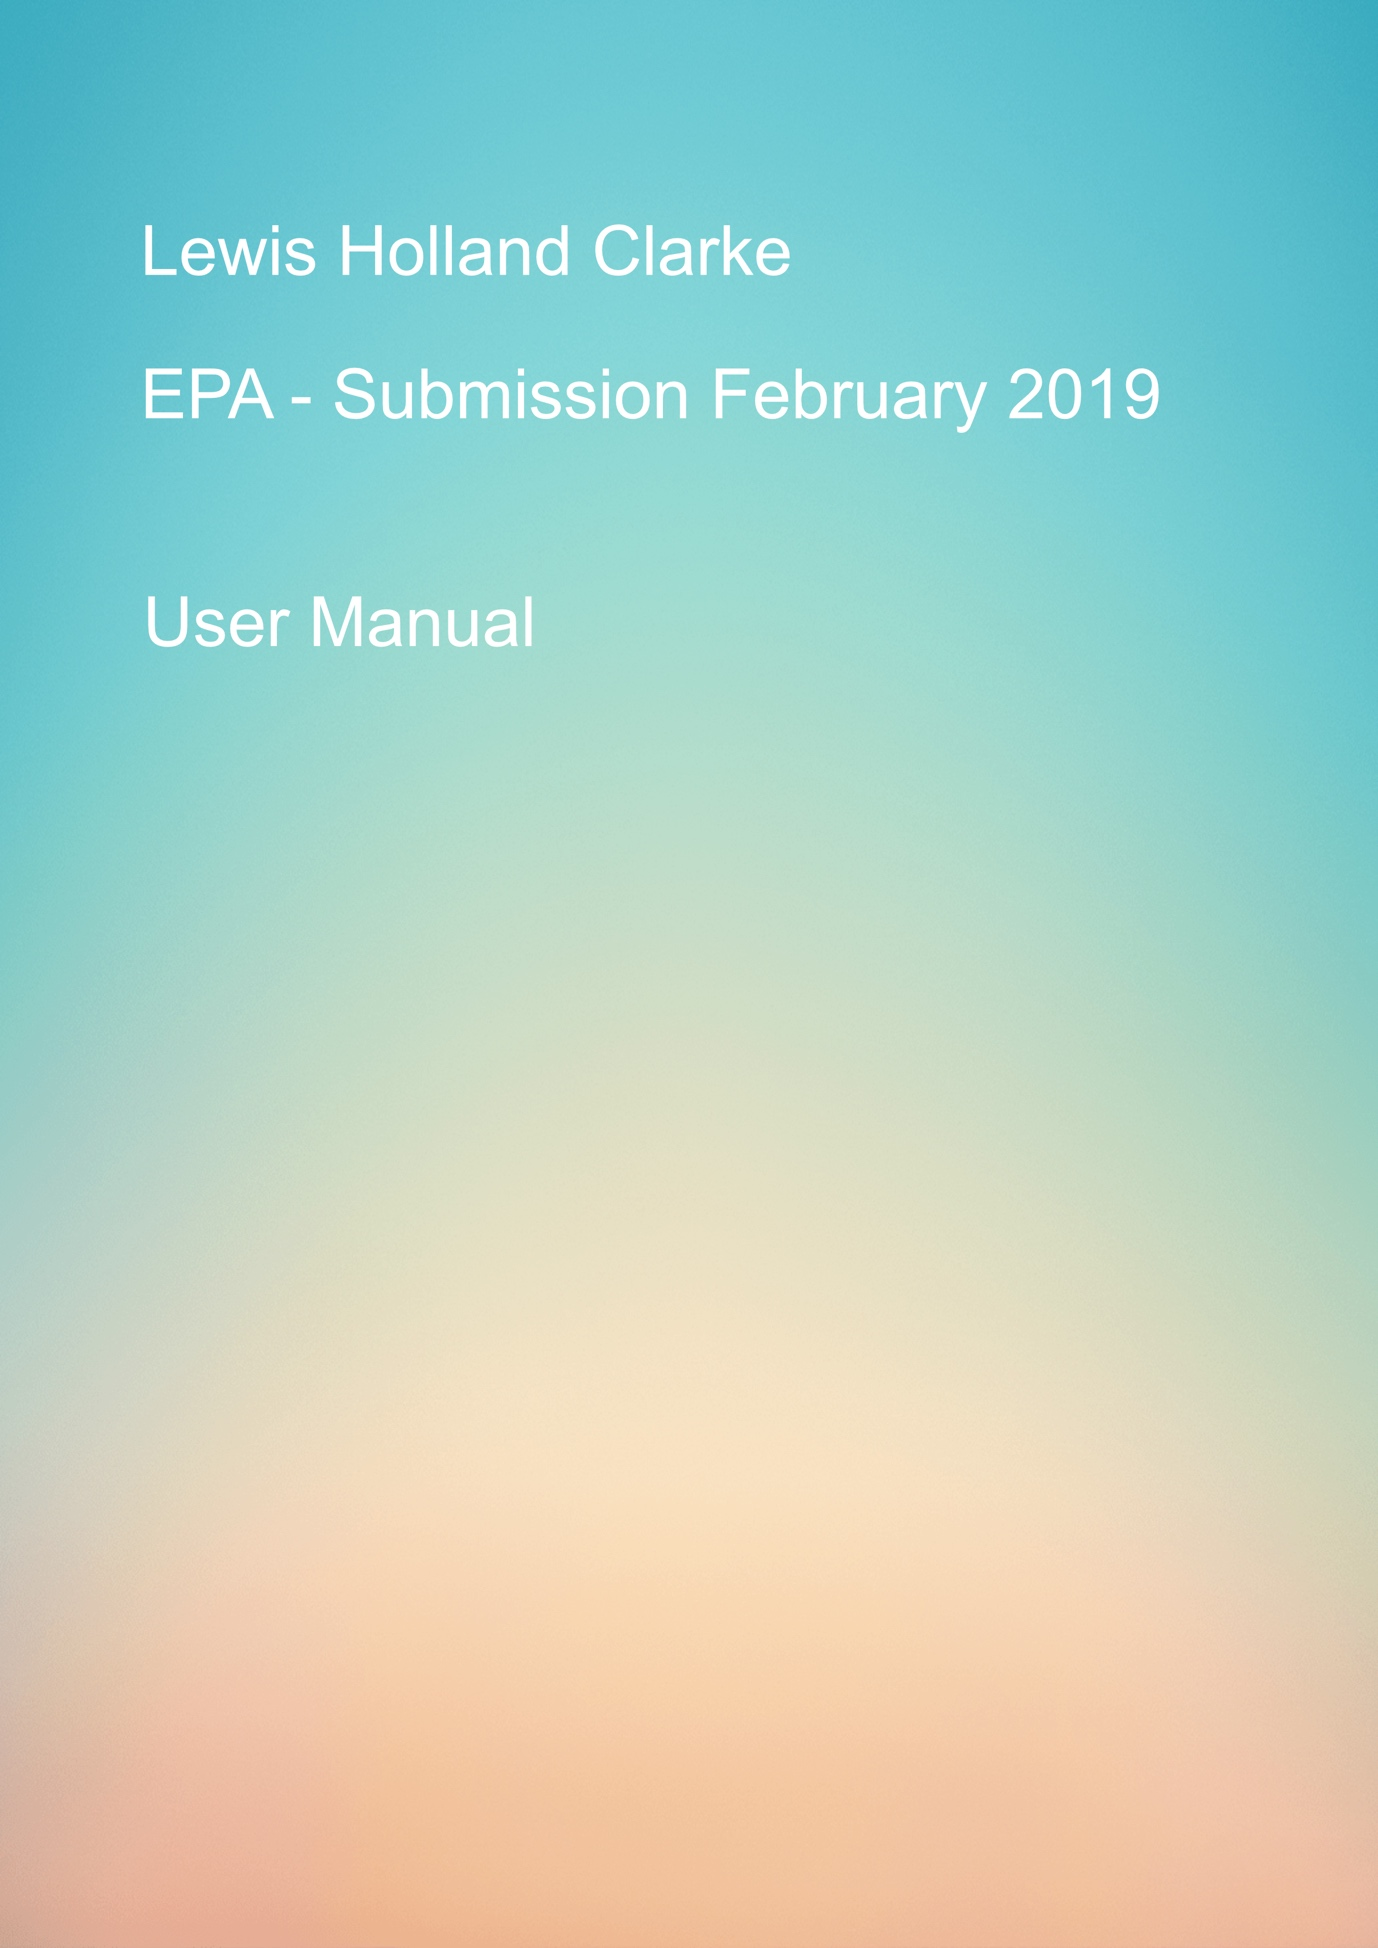 Lewis Holland Clarke
EPA - Submission February 2019
User Manual